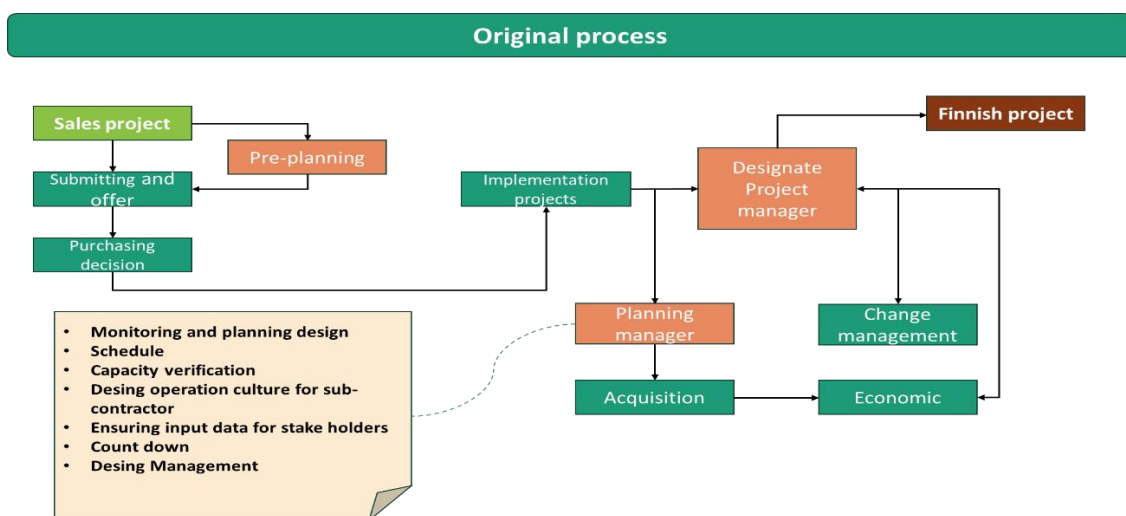 Original process
Sales project
Pre-planning
Submitting and
offer
Purchasing
decision
Implementation
projects
Designate
Project
manager
Finnish project
Planning
manager
Change
management
Acquisition
Economic
• Monitoring and planning design
• Schedule
• Capacity verification
• Desing operation culture for sub-
contractor
• Ensuring input data for stake holders
• Count down
• Desing Management